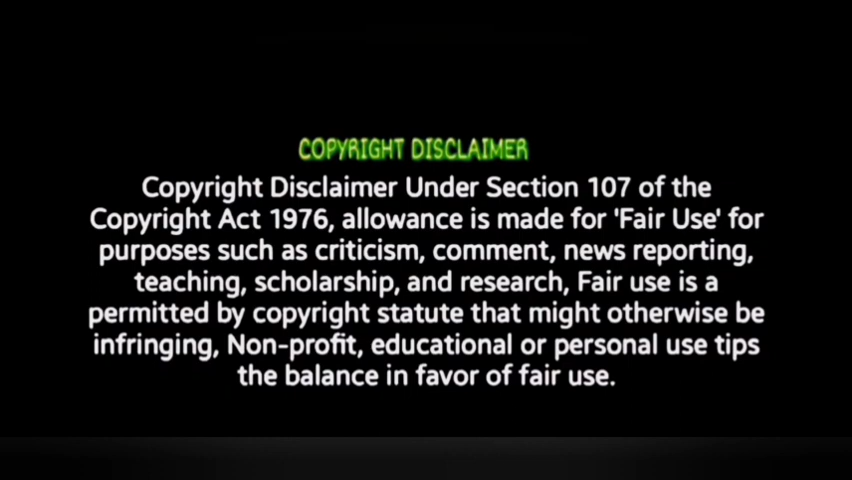 COPYRIGHT DISCLAIMER
Copyright Disclaimer Under Section 107 of the
Copyright Act 1976, allowance is made for 'Fair Use' for
purposes such as criticism, comment, news reporting,
teaching, scholarship, and research, Fair use is a
permitted by copyright statute that might otherwise be
infringing, Non-profit, educational or personal use tips
the balance in favor of fair use.